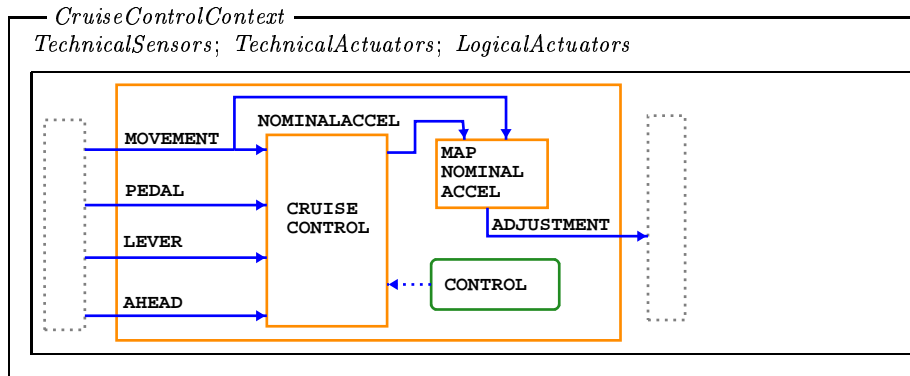 CruiseControlContext
TechnicalSensors; TechnicalActuators; LogicalActuators
NOMINALACCEL
MOVEMENT
MAP
NOMINAL
ACCEL
PEDAL
CRUISE
CONTROL
ADJUSTMENT
LEVER
CONTROL
AHEAD